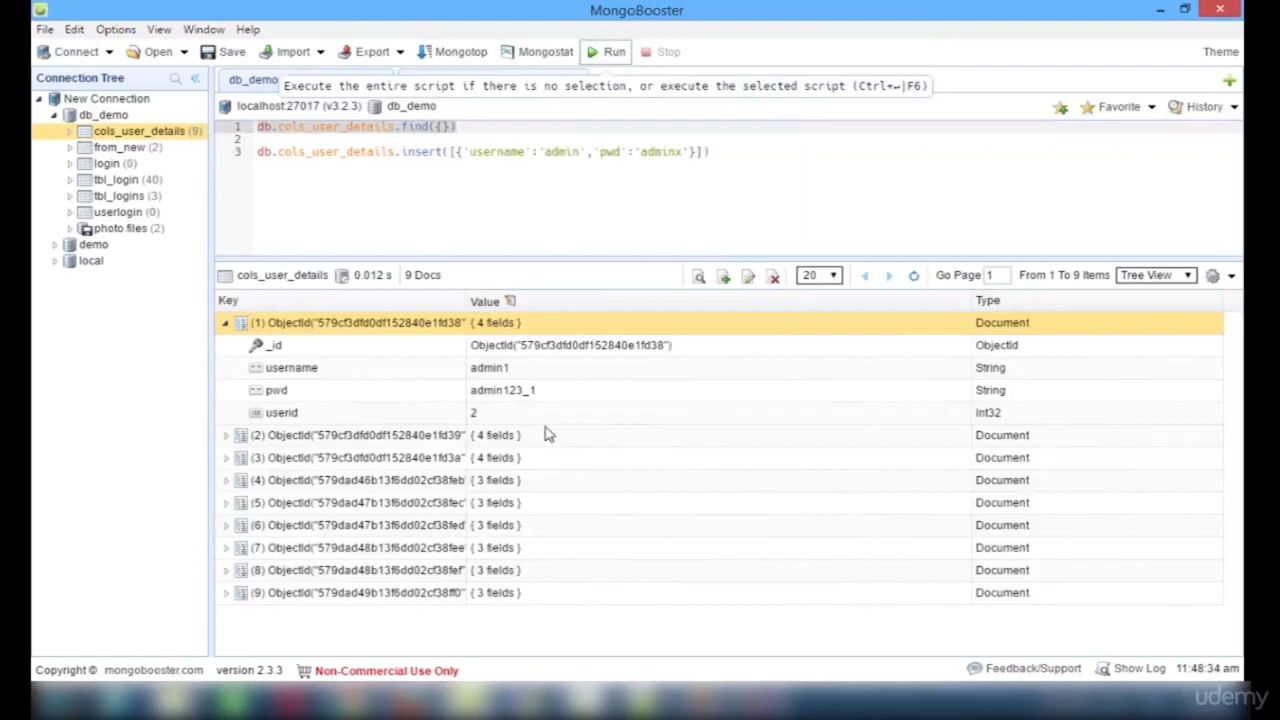 MongoBooster
File Edit Options View Window Help
Connect Open Save Import Export Mongotop Mongostat Run Stop Theme
Connection Tree
db_demo
Execute the entire script if there is no selection, or execute the selected script (Ctrl+↵|F6)
New Connection
db_demo
cols_user_details (9)
from_new (2)
login (0)
tbl_login (40)
tbl_logins (3)
userlogin (0)
photo.files (2)
demo
local
localhost:27017 (v3.2.3) db_demo Favorite History
1 db.cols_user_details.find({})
2
3 db.cols_user_details.insert([{'username':'admin','pwd':'adminx'}])
cols_user_details 0.012 s 9 Docs 20 Go Page 1 From 1 To 9 Items Tree View
Key Value Type
(1) ObjectId("579cf3dfd0df152840e1fd38" { 4 fields } Document
_id ObjectId("579cf3dfd0df152840e1fd38") ObjectId
username admin1 String
pwd admin123_1 String
userid 2 Int32
(2) ObjectId("579cf3dfd0df152840e1fd39" { 4 fields } Document
(3) ObjectId("579cf3dfd0df152840e1fd3a" { 4 fields } Document
(4) ObjectId("579dad46b13f6dd02cf38feb' { 3 fields } Document
(5) ObjectId("579dad47b13f6dd02cf38fec' { 3 fields } Document
(6) ObjectId("579dad47b13f6dd02cf38fed' { 3 fields } Document
(7) ObjectId("579dad48b13f6dd02cf38fee' { 3 fields } Document
(8) ObjectId("579dad48b13f6dd02cf38fef' { 3 fields } Document
(9) ObjectId("579dad49b13f6dd02cf38ff0' { 3 fields } Document
Copyright © mongobooster.com version 2.3.3 Non-Commercial Use Only Feedback/Support Show Log 11:48:34 am
udemy